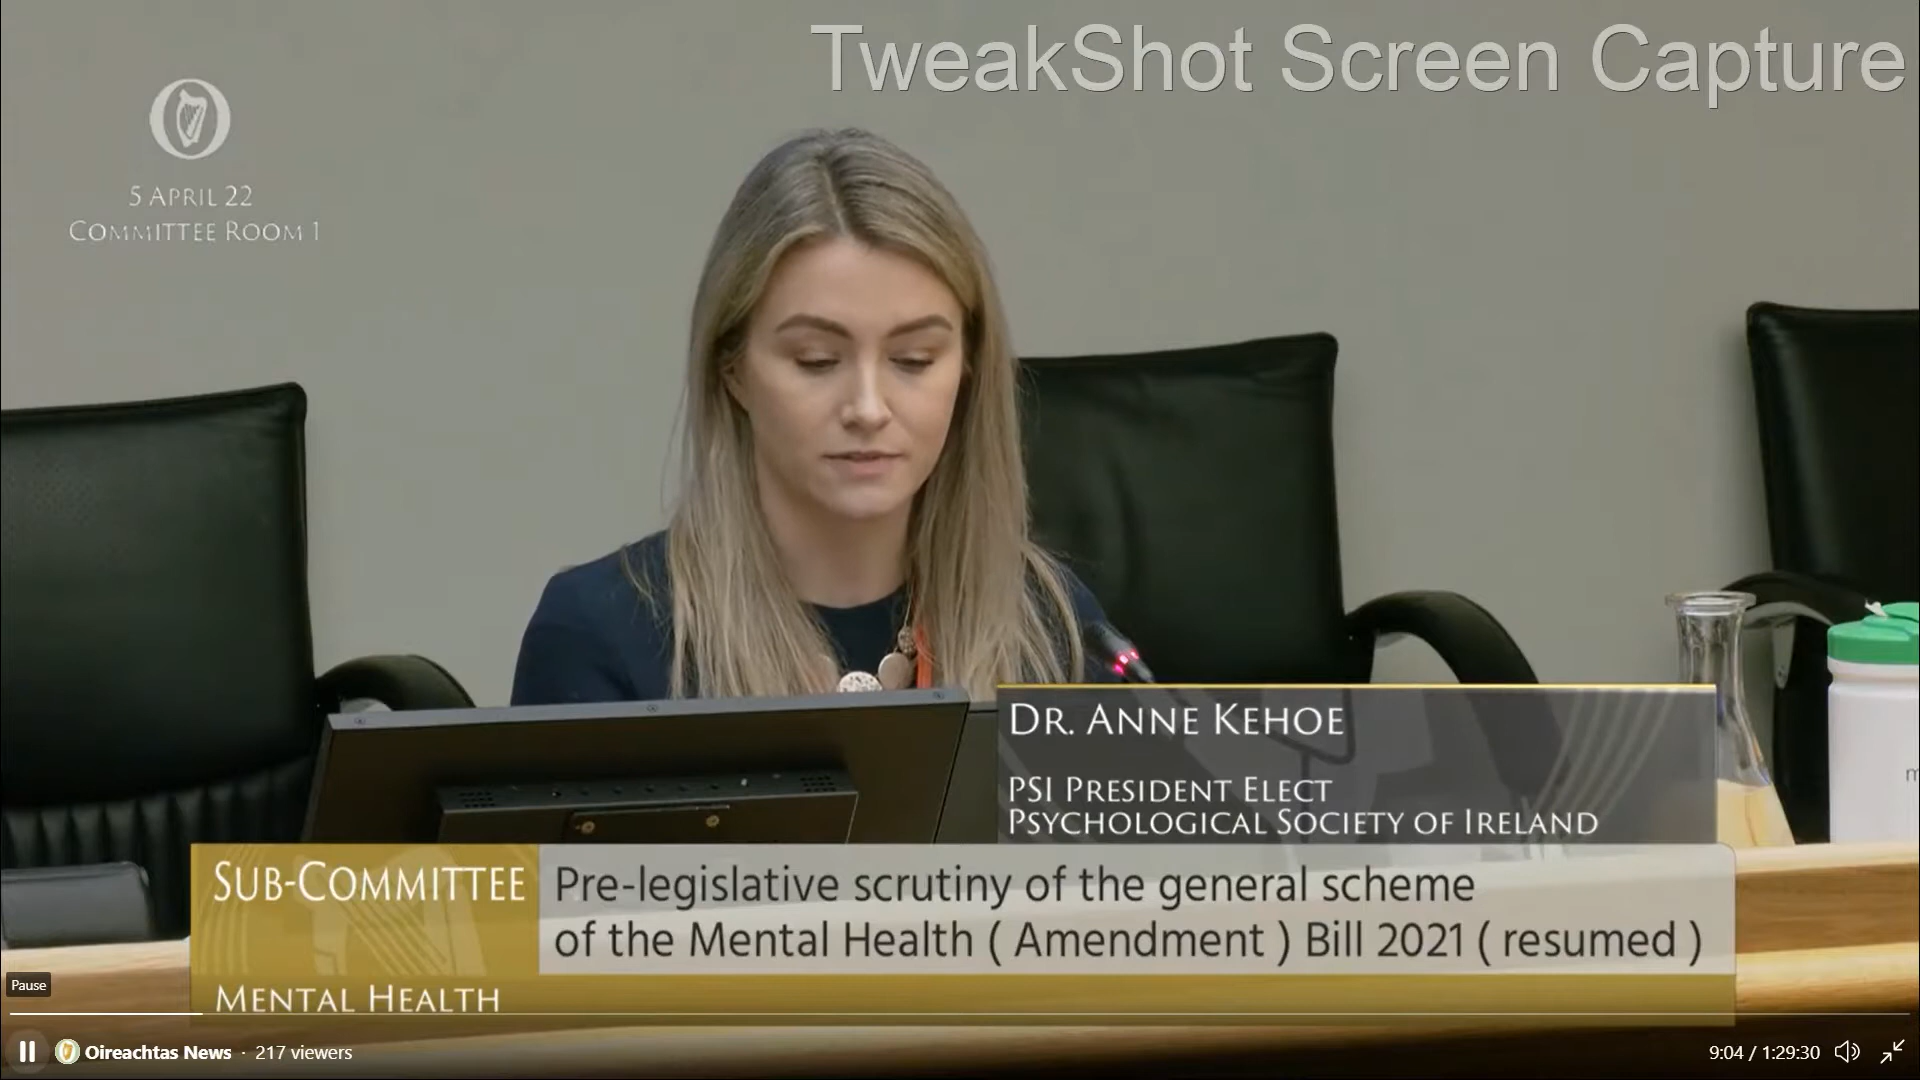 TweakShot Screen Capture
5 APRIL 22
COMMITTEE ROOM 1
DR. ANNE KEHOE
PSI PRESIDENT ELECT
PSYCHOLOGICAL SOCIETY OF IRELAND
SUB-COMMITTEE
Pre-legislative scrutiny of the general scheme
of the Mental Health ( Amendment ) Bill 2021 ( resumed )
MENTAL HEALTH
Pause
Oireachtas News · 217 viewers
9:04 / 1:29:30